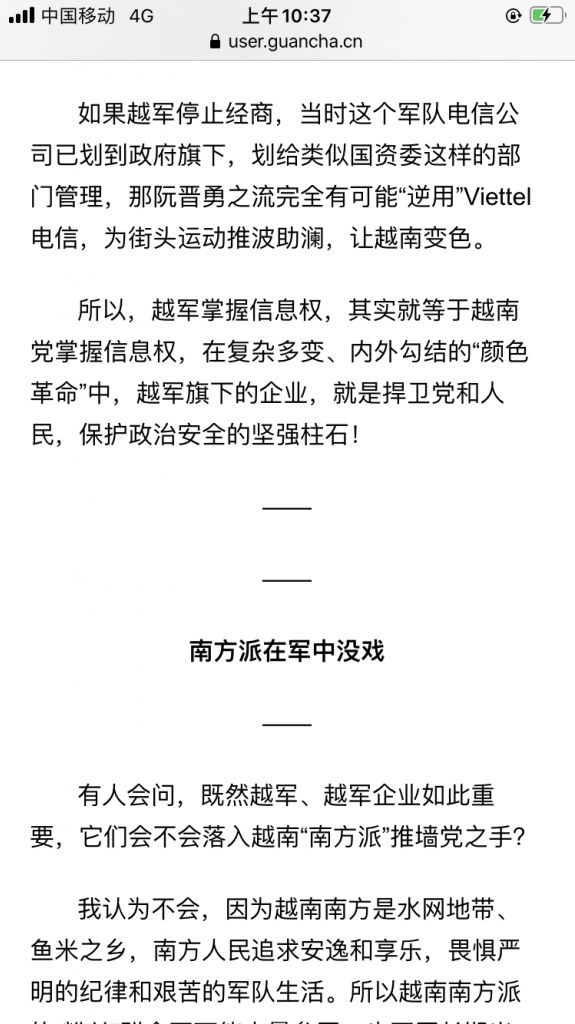 中国移动 4G 上午10:37
user.guancha.cn
如果越军停止经商，当时这个军队电信公
司已划到政府旗下，划给类似国资委这样的部
门管理，那阮晋勇之流完全有可能“逆用”Viettel
电信，为街头运动推波助澜，让越南变色。
所以，越军掌握信息权，其实就等于越南
党掌握信息权，在复杂多变、内外勾结的“颜色
革命”中，越军旗下的企业，就是捍卫党和人
民，保护政治安全的坚强柱石！
南方派在军中没戏
有人会问，既然越军、越军企业如此重
要，它们会不会落入越南“南方派”推墙党之手？
我认为不会，因为越南南方是水网地带、
鱼米之乡，南方人民追求安逸和享乐，畏惧严
明的纪律和艰苦的军队生活。所以越南南方派